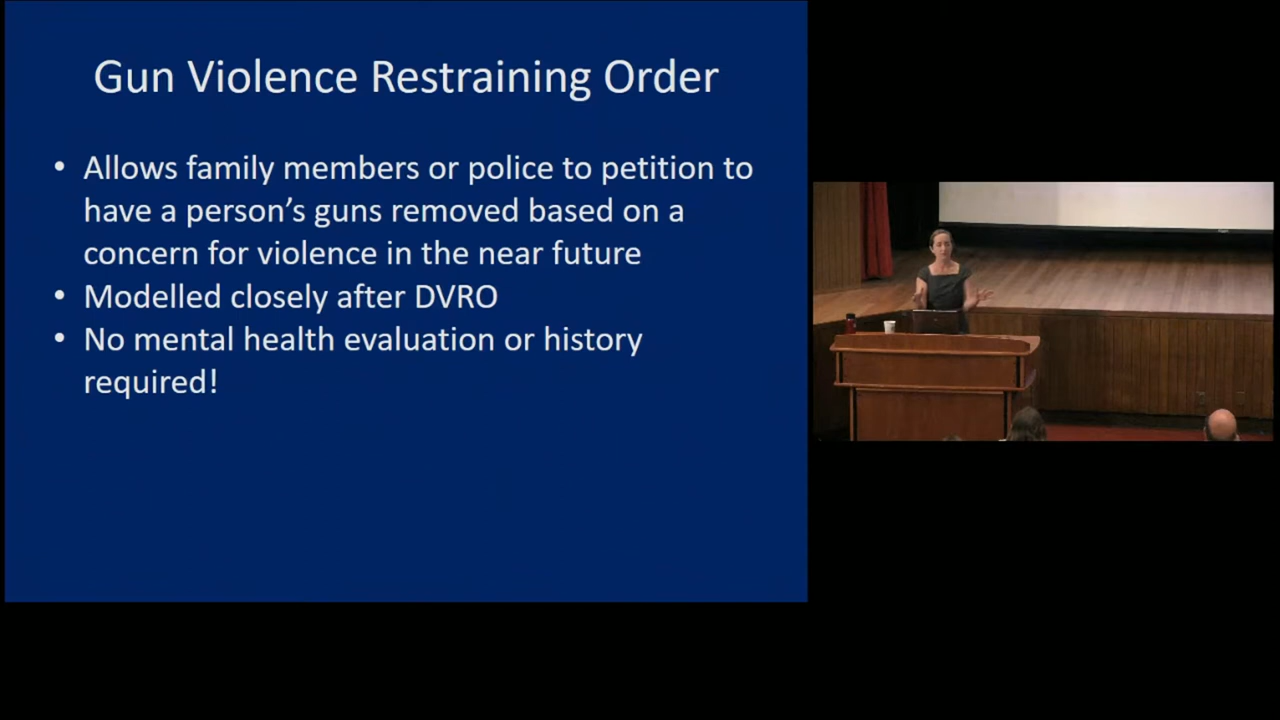 Gun Violence Restraining Order
• Allows family members or police to petition to
have a person’s guns removed based on a
concern for violence in the near future
• Modelled closely after DVRO
• No mental health evaluation or history
required!